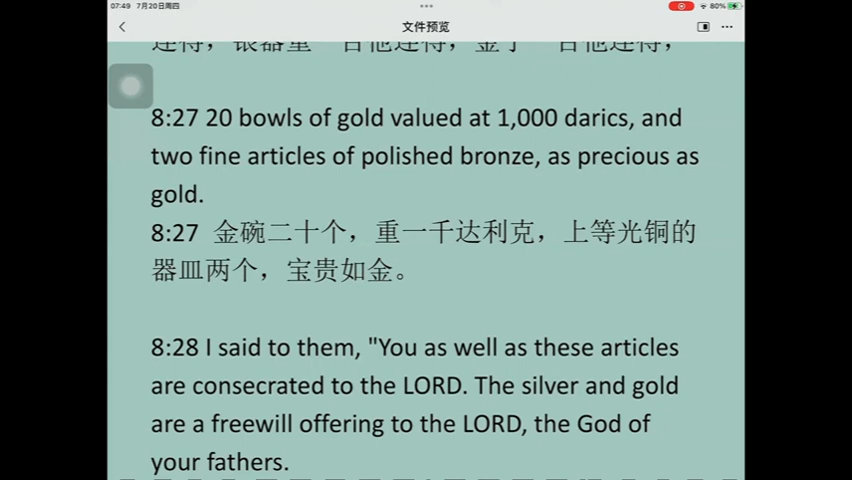 07:49 7月20日周四
80%
文件预览
8:27 20 bowls of gold valued at 1,000 darics, and
two fine articles of polished bronze, as precious as
gold.
8:27 金碗二十个，重一千达利克，上等光铜的
器皿两个，宝贵如金。
8:28 I said to them, "You as well as these articles
are consecrated to the LORD. The silver and gold
are a freewill offering to the LORD, the God of
your fathers.